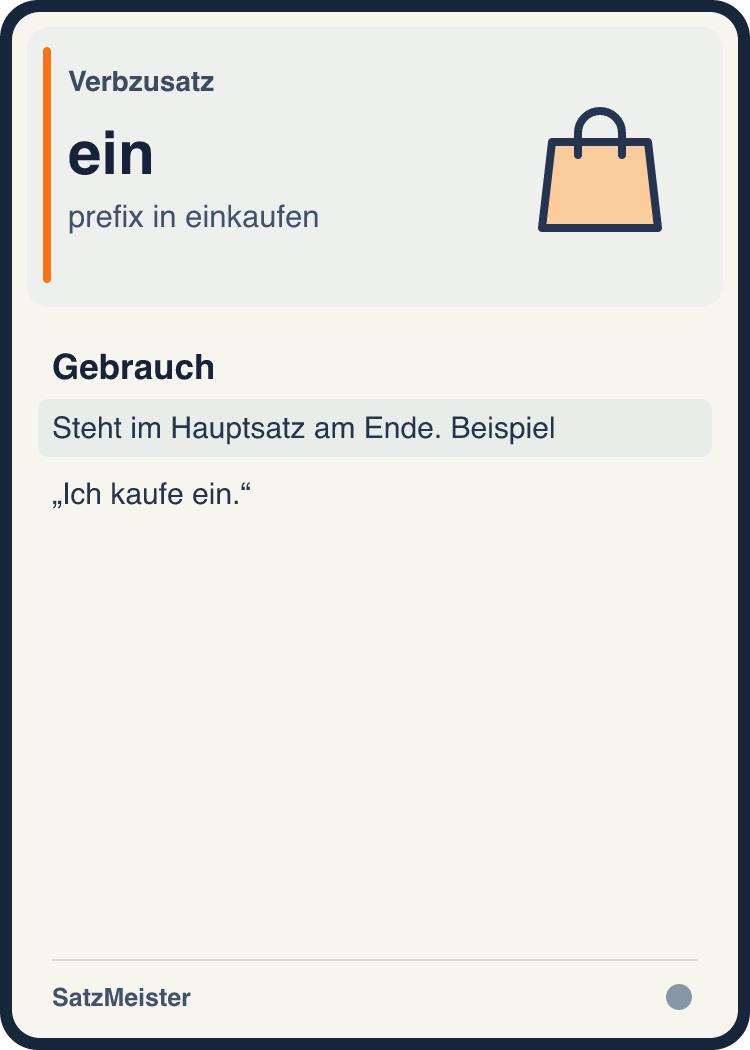 Verbzusatz
ein
prefix in einkaufen
Gebrauch
Steht im Hauptsatz am Ende. Beispiel
„Ich kaufe ein.“
SatzMeister